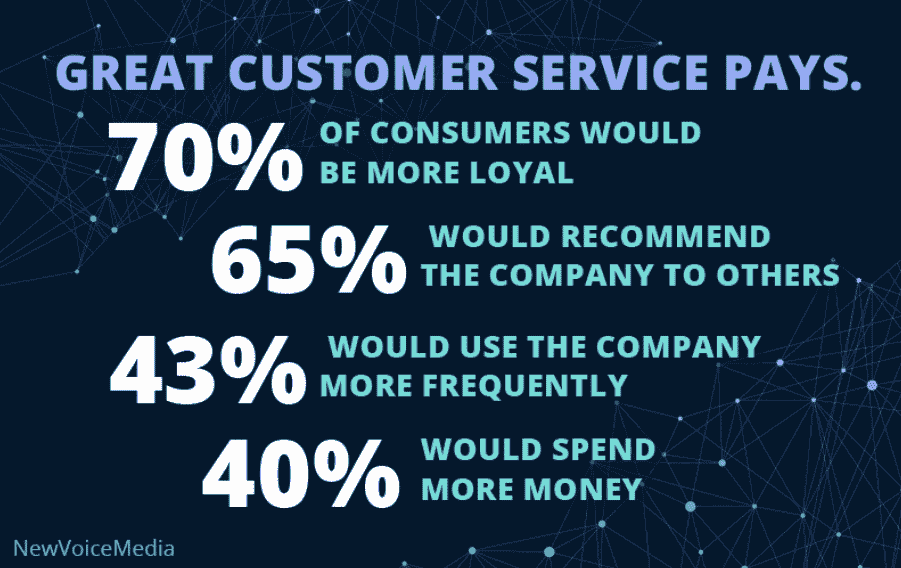 GREAT CUSTOMER SERVICE PAYS.
70% OF CONSUMERS WOULD
BE MORE LOYAL
65% WOULD RECOMMEND
THE COMPANY TO OTHERS
43% WOULD USE THE COMPANY
MORE FREQUENTLY
40% WOULD SPEND
MORE MONEY
NewVoiceMedia